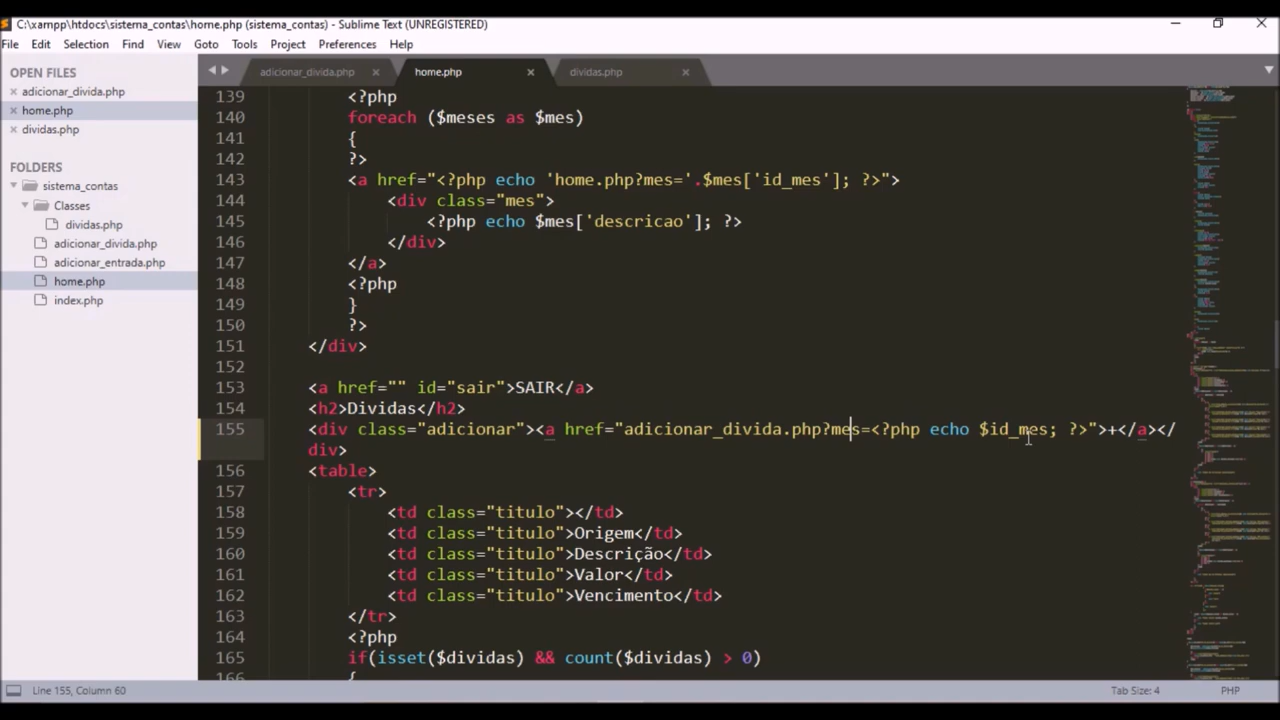 C:\xampp\htdocs\sistema_contas\home.php (sistema_contas) - Sublime Text (UNREGISTERED)
File Edit Selection Find View Goto Tools Project Preferences Help
OPEN FILES
adicionar_divida.php
home.php
dividas.php
FOLDERS
sistema_contas
Classes
dividas.php
adicionar_divida.php
adicionar_entrada.php
home.php
index.php
adicionar_divida.php home.php dividas.php
139 <?php
140 foreach ($meses as $mes)
141 {
142 ?>
143 <a href="<?php echo 'home.php?mes='.$mes['id_mes']; ?>">
144 <div class="mes">
145 <?php echo $mes['descricao']; ?>
146 </div>
147 </a>
148 <?php
149 }
150 ?>
151 </div>
152
153 <a href="" id="sair">SAIR</a>
154 <h2>Dividas</h2>
155 <div class="adicionar"><a href="adicionar_divida.php?mes=<?php echo $id_mes; ?>">+</a></
div>
156 <table>
157 <tr>
158 <td class="titulo"></td>
159 <td class="titulo">Origem</td>
160 <td class="titulo">Descrição</td>
161 <td class="titulo">Valor</td>
162 <td class="titulo">Vencimento</td>
163 </tr>
164 <?php
165 if(isset($dividas) && count($dividas) > 0)
166 {
Line 155, Column 60
Tab Size: 4 PHP